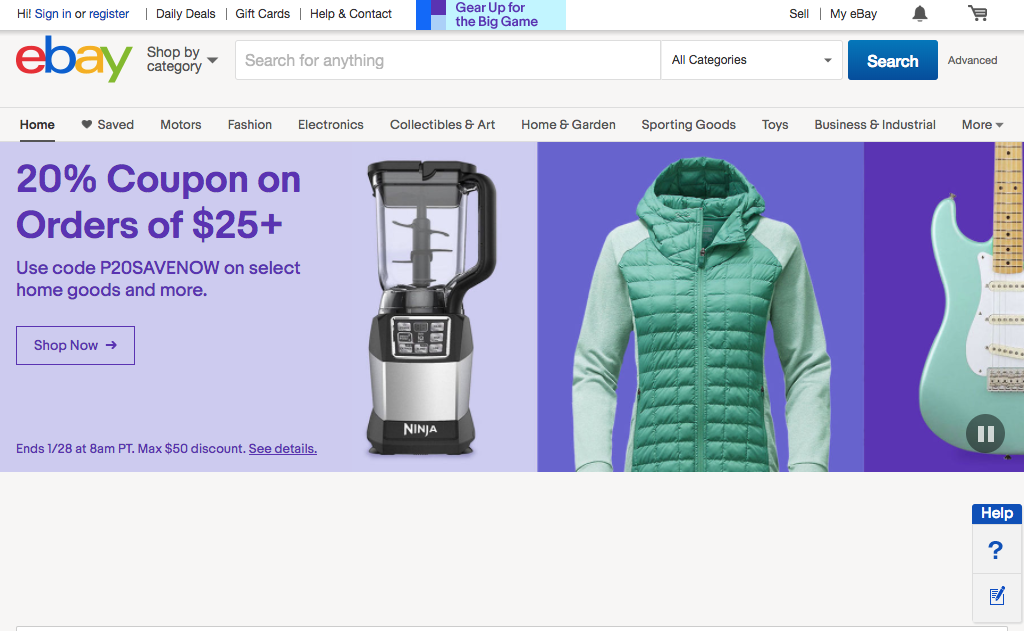 Hi! Sign in or register
Daily Deals
Gift Cards
Help & Contact
Gear Up for
the Big Game
Sell
My eBay
ebay
Shop by
category
Search for anything
All Categories
Search
Advanced
Home
Saved
Motors
Fashion
Electronics
Collectibles & Art
Home & Garden
Sporting Goods
Toys
Business & Industrial
More
20% Coupon on
Orders of $25+
Use code P20SAVENOW on select
home goods and more.
Shop Now →
Ends 1/28 at 8am PT. Max $50 discount. See details.
NINJA
Help
?